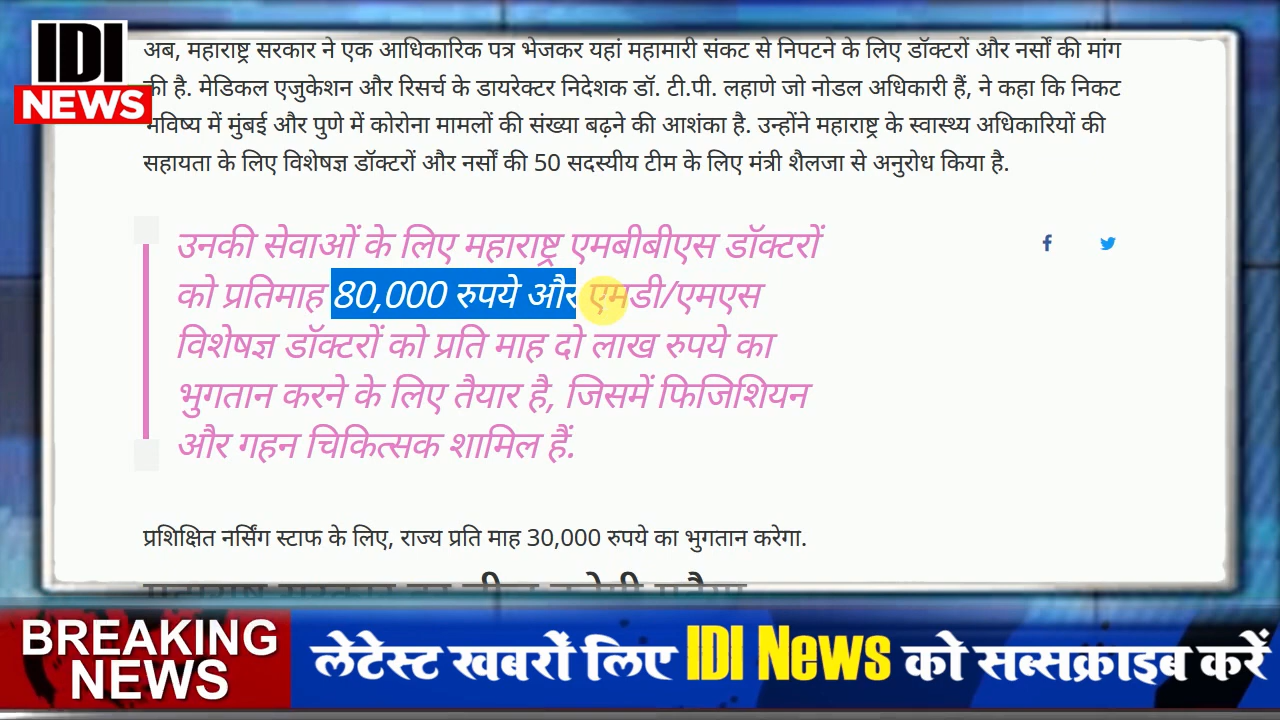 अब, महाराष्ट्र सरकार ने एक आधिकारिक पत्र भेजकर यहां महामारी संकट से निपटने के लिए डॉक्टरों और नर्सों की मांग
IDI
NEWS
की है. मेडिकल एजुकेशन और रिसर्च के डायरेक्टर निदेशक डॉ. टी.पी. लहाणे जो नोडल अधिकारी हैं, ने कहा कि निकट
भविष्य में मुंबई और पुणे में कोरोना मामलों की संख्या बढ़ने की आशंका है. उन्होंने महाराष्ट्र के स्वास्थ्य अधिकारियों की
सहायता के लिए विशेषज्ञ डॉक्टरों और नर्सों की 50 सदस्यीय टीम के लिए मंत्री शैलजा से अनुरोध किया है.
उनकी सेवाओं के लिए महाराष्ट्र एमबीबीएस डॉक्टरों
को प्रतिमाह 80,000 रुपये और एमडी/एमएस
विशेषज्ञ डॉक्टरों को प्रति माह दो लाख रुपये का
भुगतान करने के लिए तैयार है, जिसमें फिजिशियन
और गहन चिकित्सक शामिल हैं.
प्रशिक्षित नर्सिंग स्टाफ के लिए, राज्य प्रति माह 30,000 रुपये का भुगतान करेगा.
BREAKING
NEWS
लेटेस्ट खबरों लिए IDI News को सब्सक्राइब करें